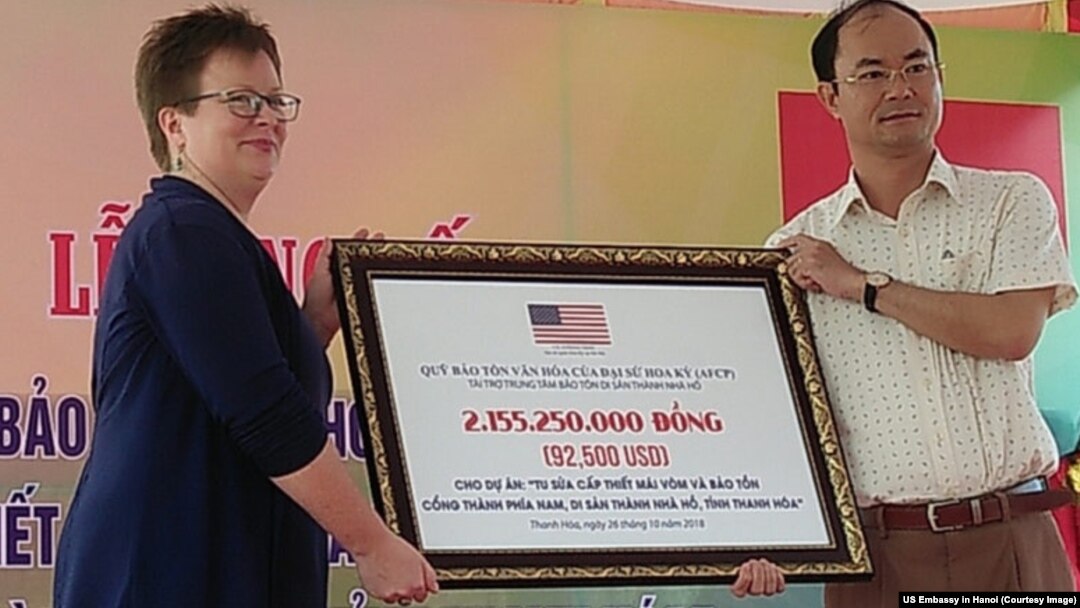 LỄ
BẢO
HO
IẾT
QUỸ BẢO TỒN VĂN HÓA CỦA ĐẠI SỨ HOA KỲ (AFCP)
TÀI TRỢ TRUNG TÂM BẢO TỒN DI SẢN THÀNH NHÀ HỒ
2.155.250.000 ĐỒNG
(92,500 USD)
CHO DỰ ÁN: "TU SỬA CẤP THIẾT MÁI VÒM VÀ BẢO TỒN
CỔNG THÀNH PHÍA NAM, DI SẢN THÀNH NHÀ HỒ, TỈNH THANH HÓA"
Thanh Hóa, ngày 26 tháng 10 năm 2018
US Embassy in Hanoi (Courtesy Image)